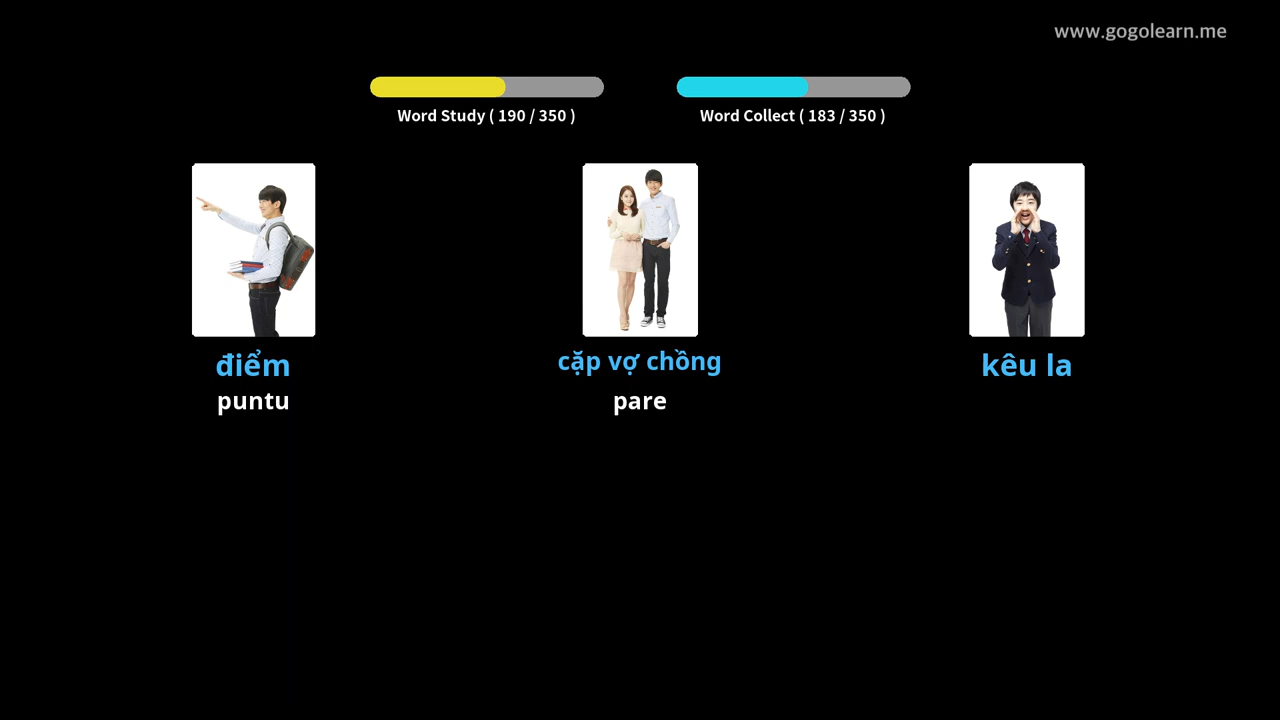 www.gogolearn.me
Word Study ( 190 / 350 )
Word Collect ( 183 / 350 )
điểm
cặp vợ chồng
kêu la
puntu
pare